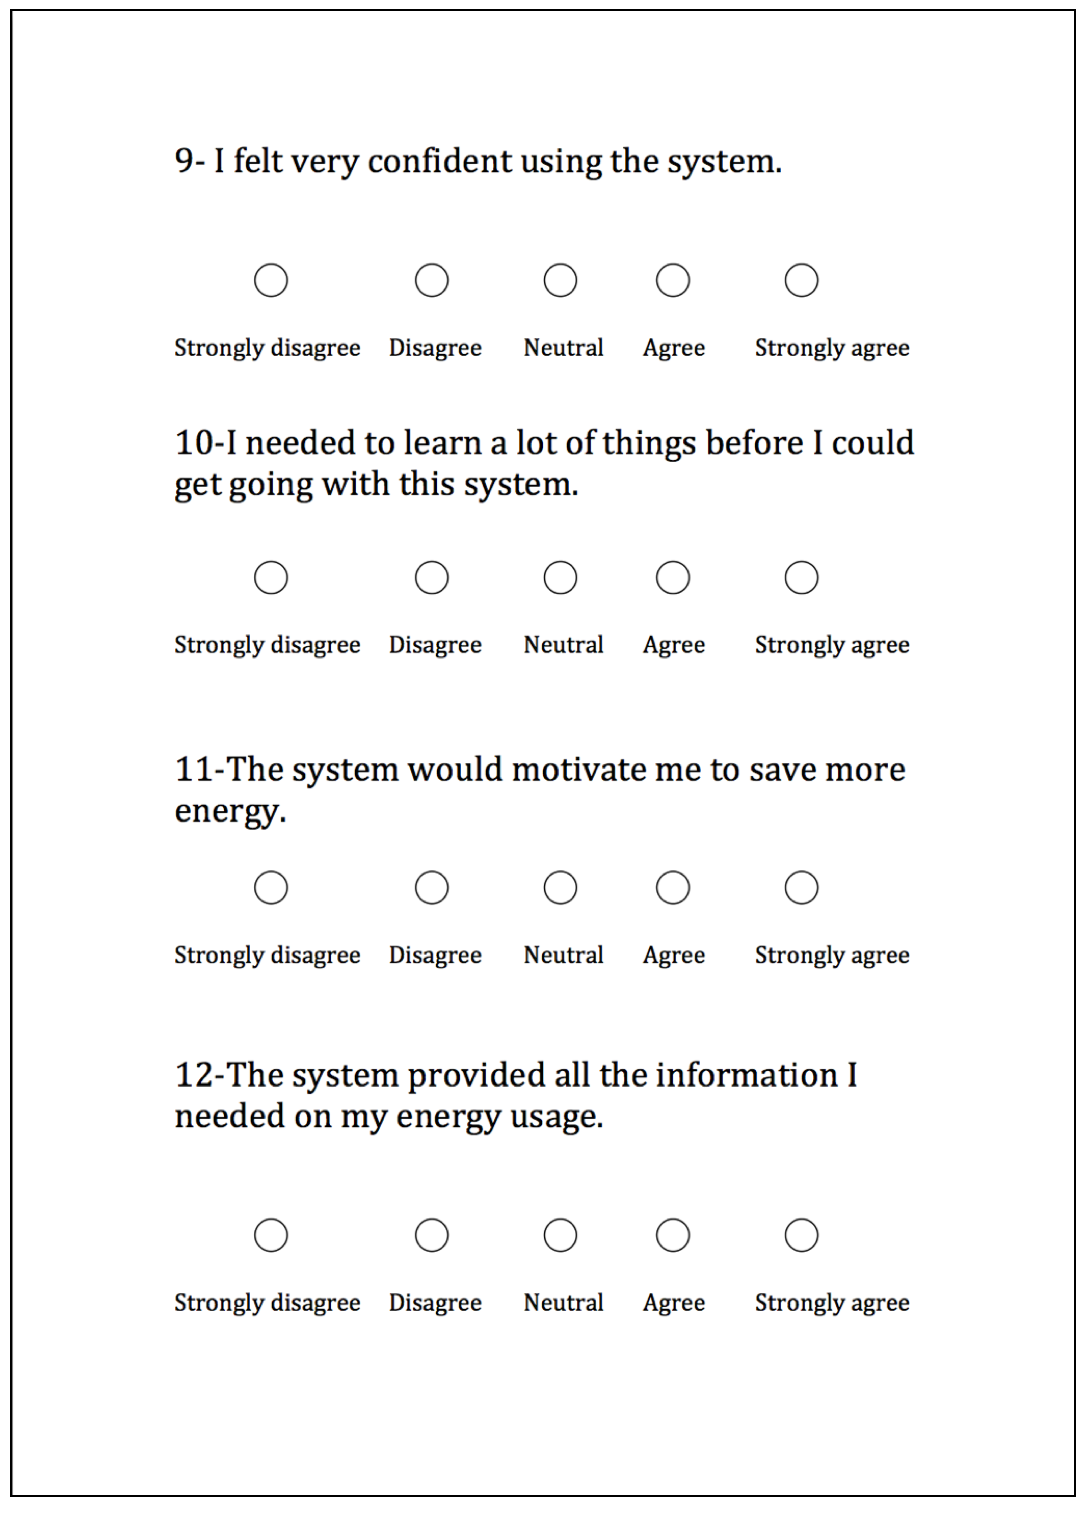 9- I felt very confident using the system.
Strongly disagree Disagree Neutral Agree Strongly agree
10-I needed to learn a lot of things before I could
get going with this system.
Strongly disagree Disagree Neutral Agree Strongly agree
11-The system would motivate me to save more
energy.
Strongly disagree Disagree Neutral Agree Strongly agree
12-The system provided all the information I
needed on my energy usage.
Strongly disagree Disagree Neutral Agree Strongly agree